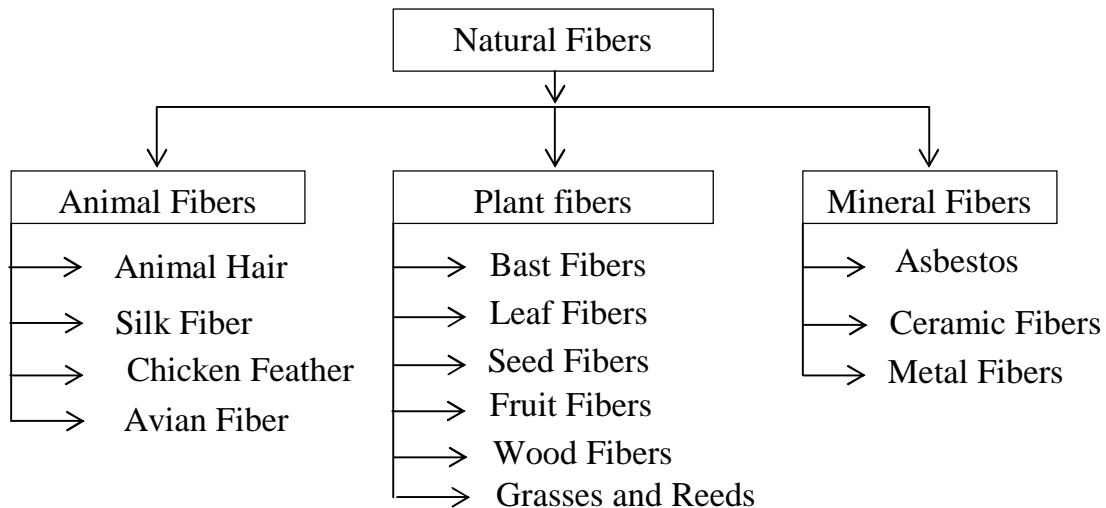 Natural Fibers
Animal Fibers
Animal Hair
Silk Fiber
Chicken Feather
Avian Fiber
Plant fibers
Bast Fibers
Leaf Fibers
Seed Fibers
Fruit Fibers
Wood Fibers
Grasses and Reeds
Mineral Fibers
Asbestos
Ceramic Fibers
Metal Fibers